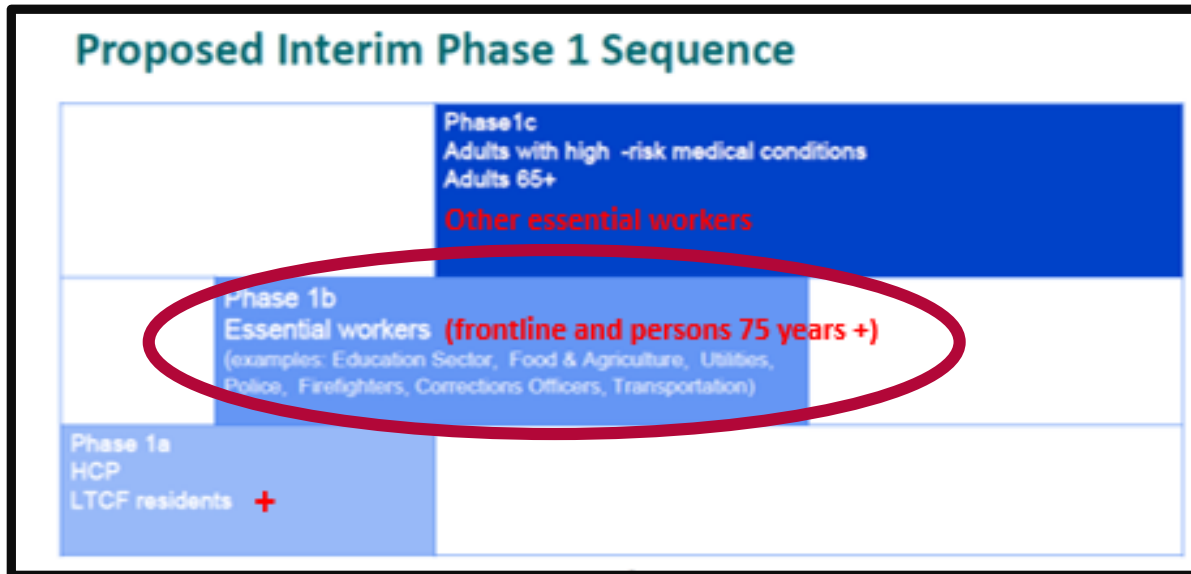 Proposed Interim Phase 1 Sequence
Phase1c
Adults with high -risk medical conditions
Adults 65+
Other essential workers
Phase 1b
Essential workers (frontline and persons 75 years +)
(examples: Education Sector, Food & Agriculture, Utilities,
Police, Firefighters, Corrections Officers, Transportation)
Phase 1a
HCP
LTCF residents +